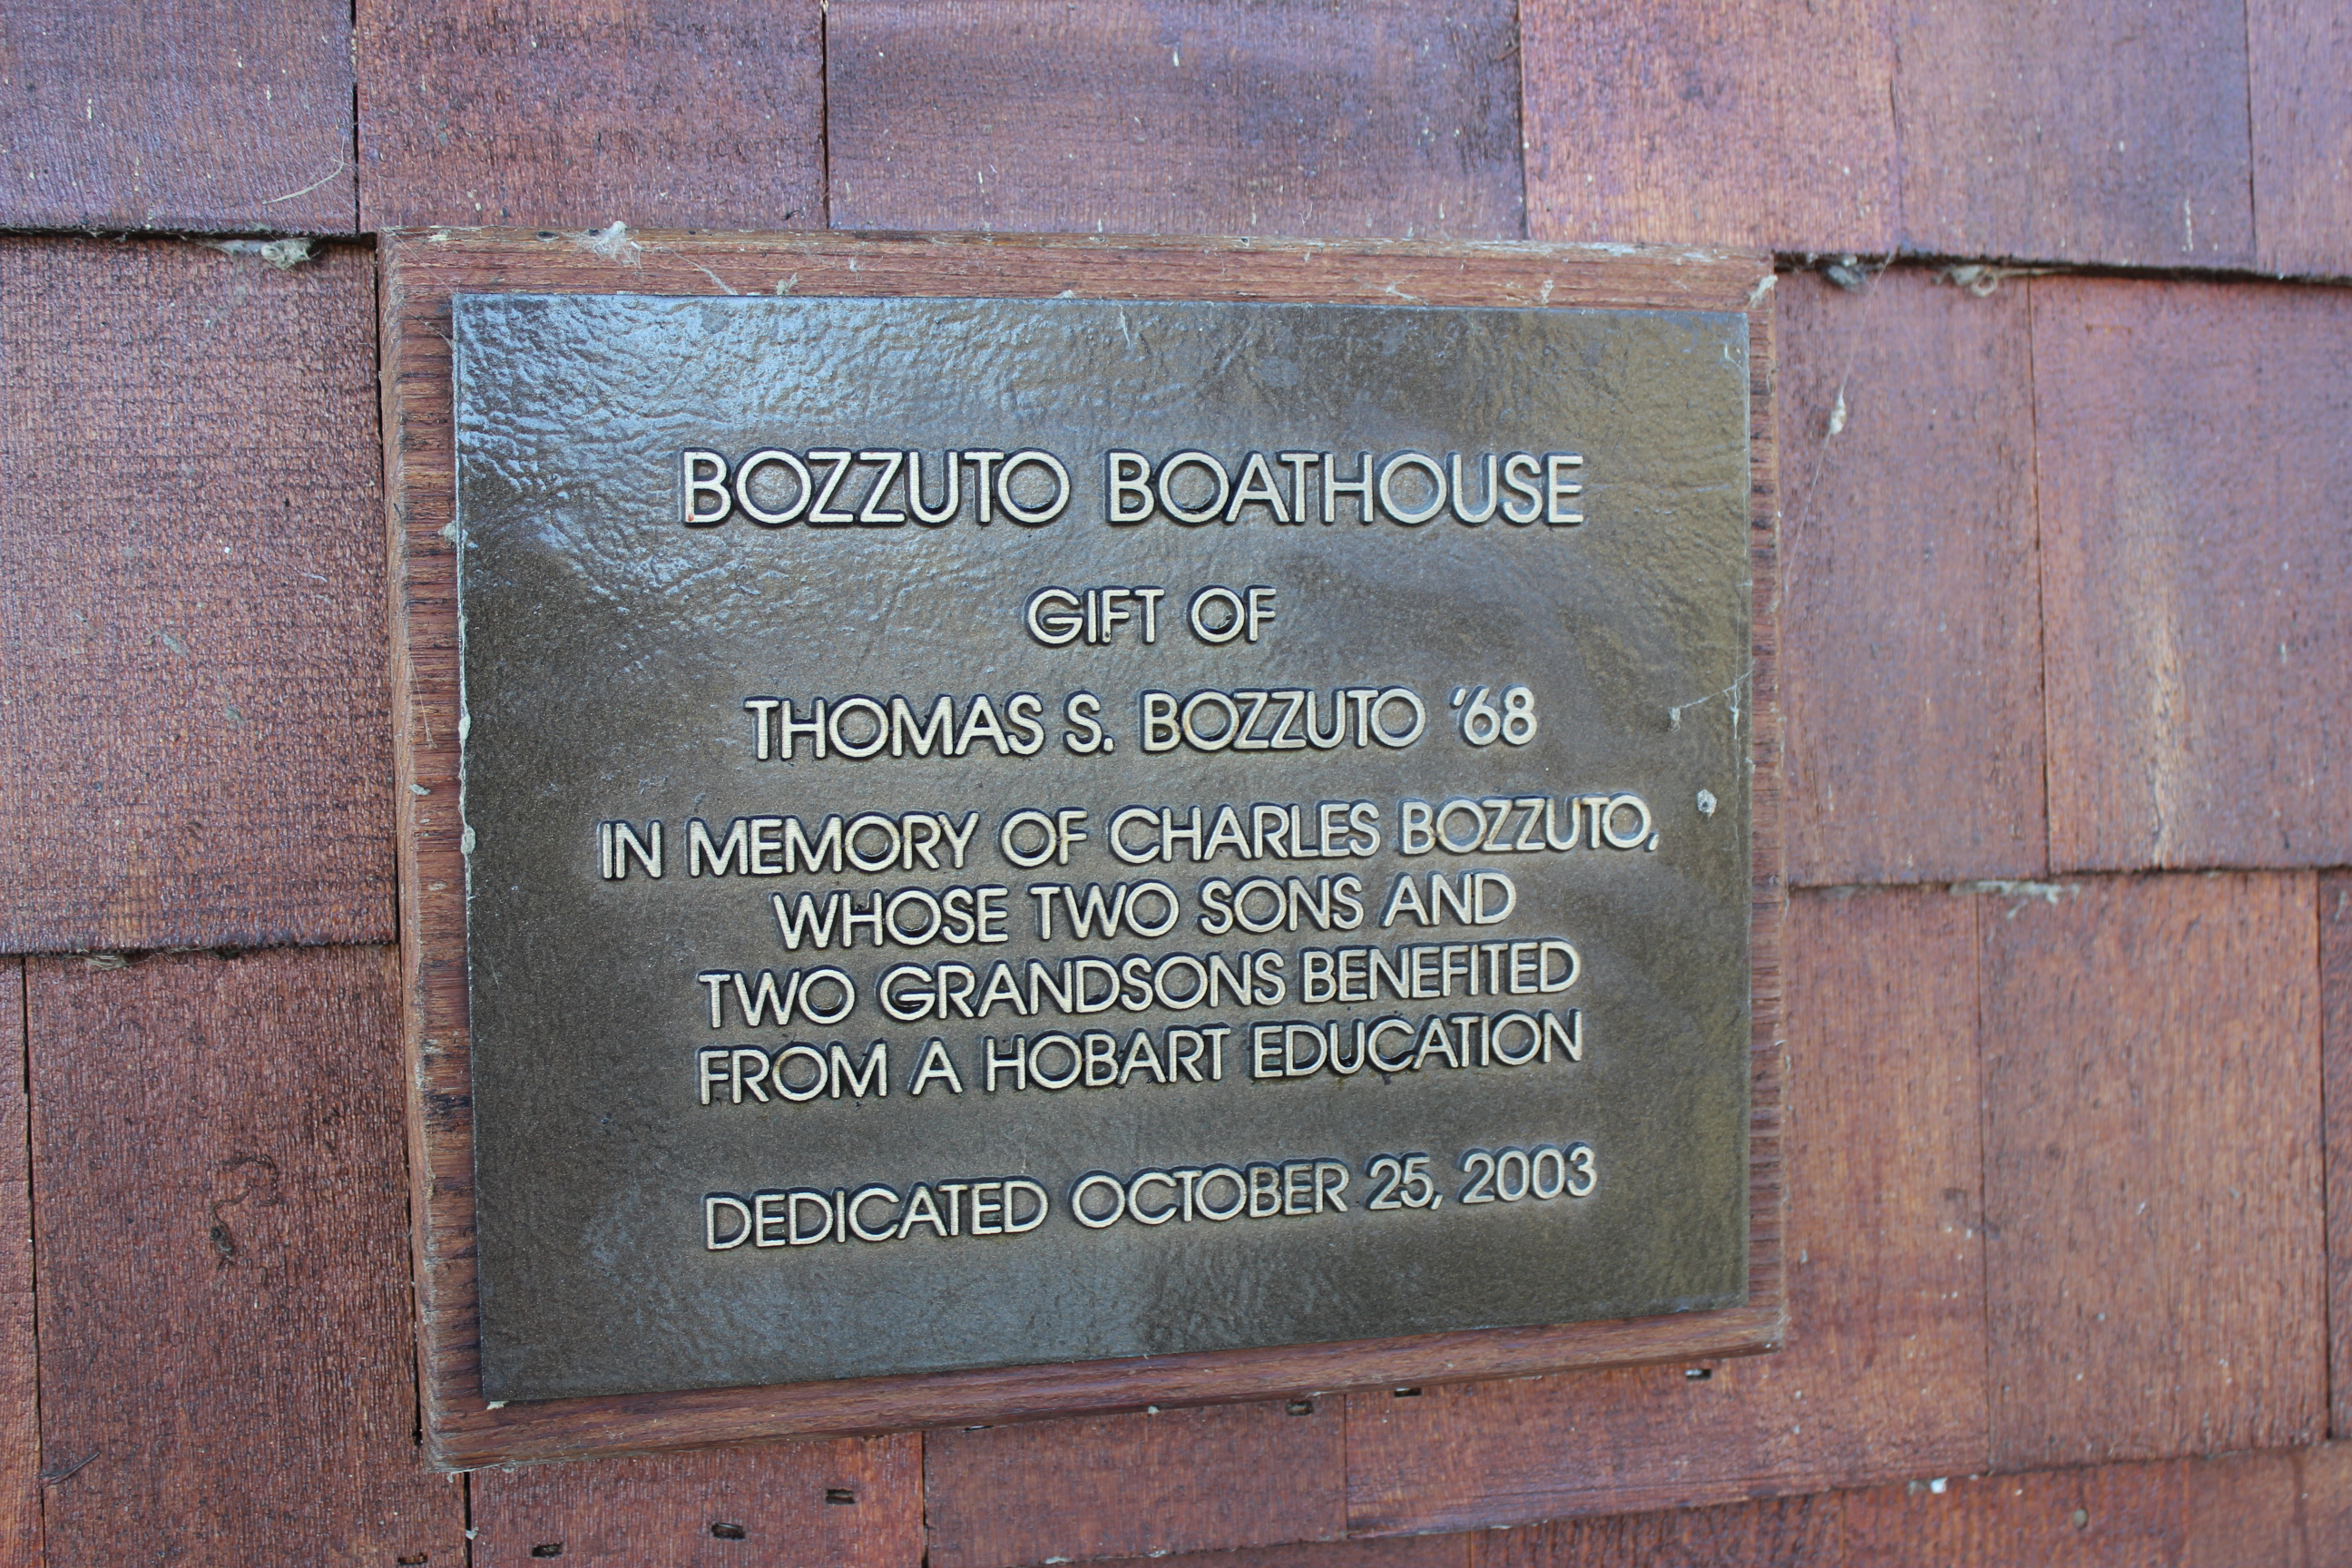 BOZZUTO BOATHOUSE
GIFT OF
THOMAS S. BOZZUTO '68
IN MEMORY OF CHARLES BOZZUTO,
WHOSE TWO SONS AND
TWO GRANDSONS BENEFITED
FROM A HOBART EDUCATION
DEDICATED OCTOBER 25, 2003